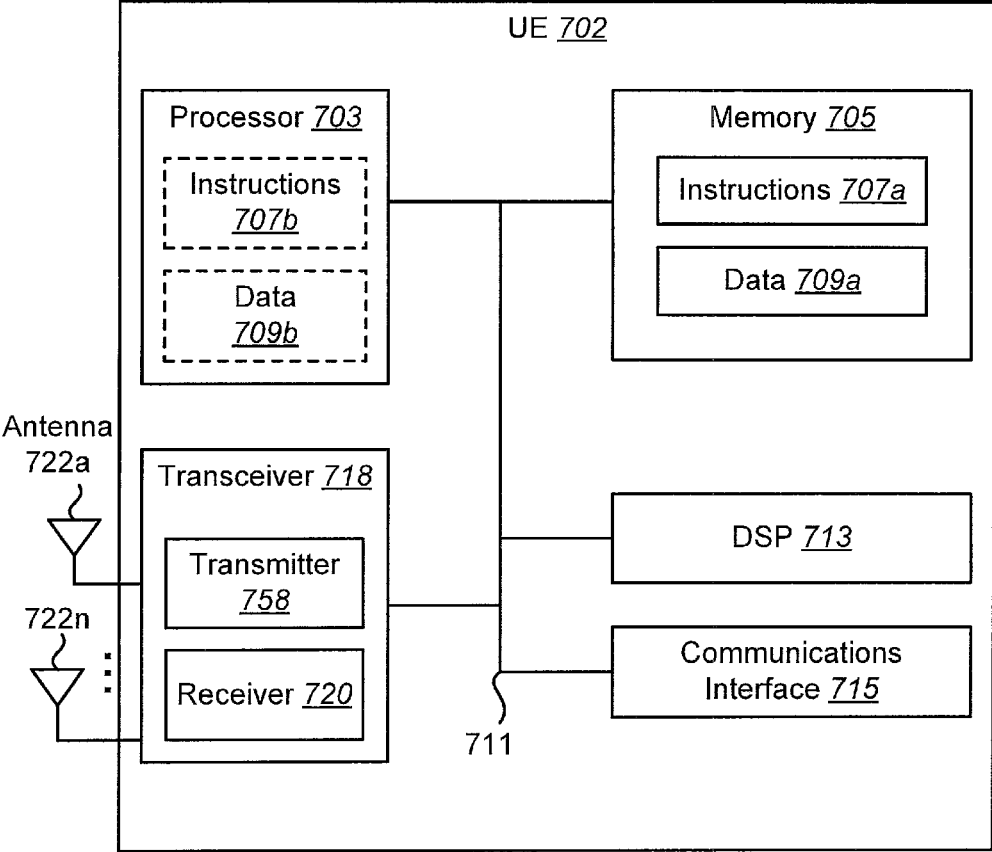 UE 702
Processor 703
Instructions
707b
Data
709b
Memory 705
Instructions 707a
Data 709a
Antenna
722a
722n
Transceiver 718
Transmitter
758
Receiver 720
DSP 713
Communications
Interface 715
711